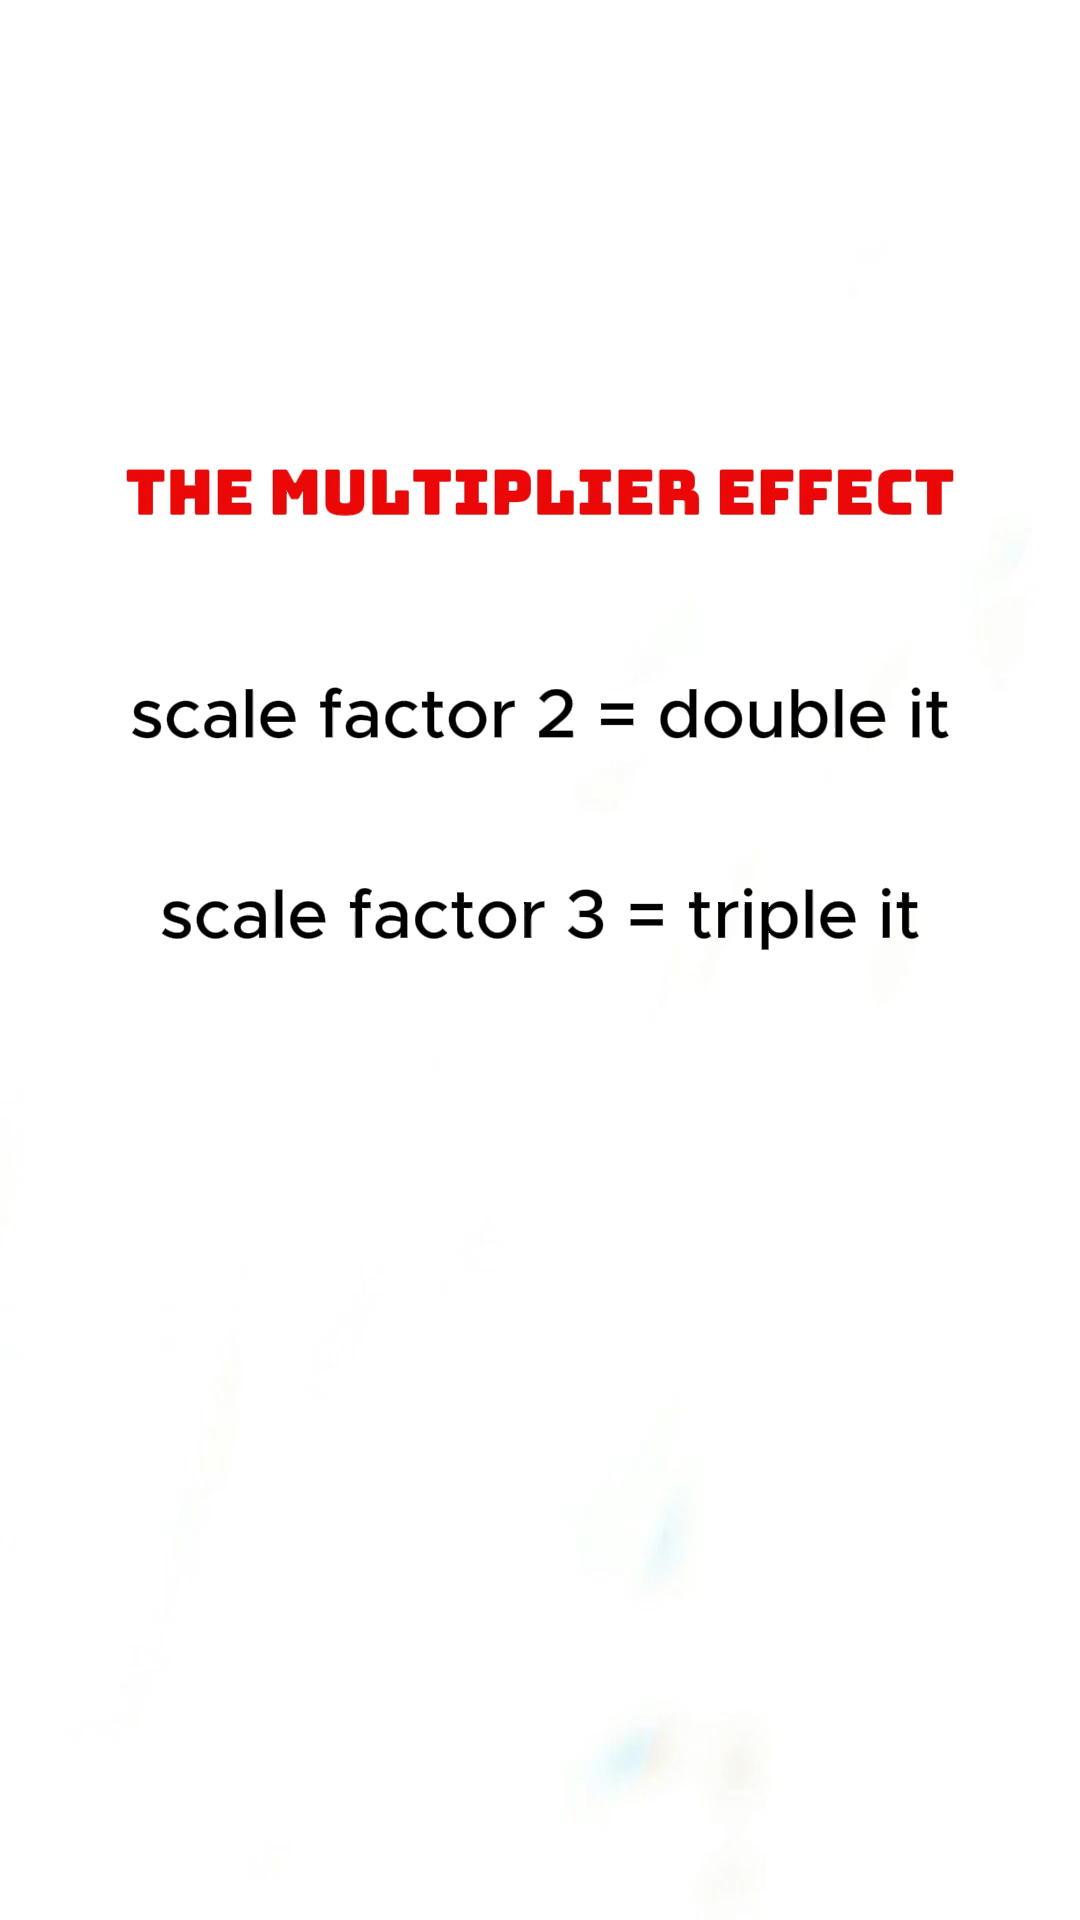 THE MULTIPLIER EFFECT
scale factor 2 = double it
scale factor 3 = triple it